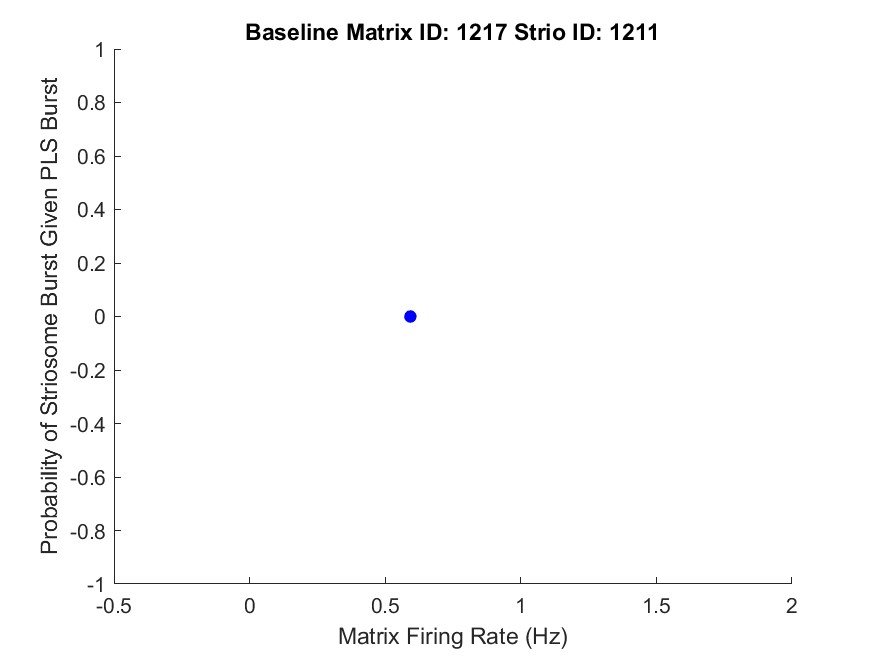 Baseline Matrix ID: 1217 Strio ID: 1211
Probability of Striosome Burst Given PLS Burst
1
0.8
0.6
0.4
0.2
0
-0.2
-0.4
-0.6
-0.8
-1
-0.5 0 0.5 1 1.5 2
Matrix Firing Rate (Hz)